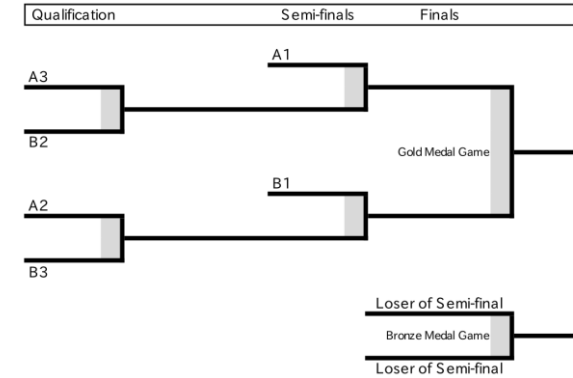 Qualification Semi-finals Finals
A1
A3
B2
Gold Medal Game
B1
A2
B3
Loser of Semi-final
Bronze Medal Game
Loser of Semi-final